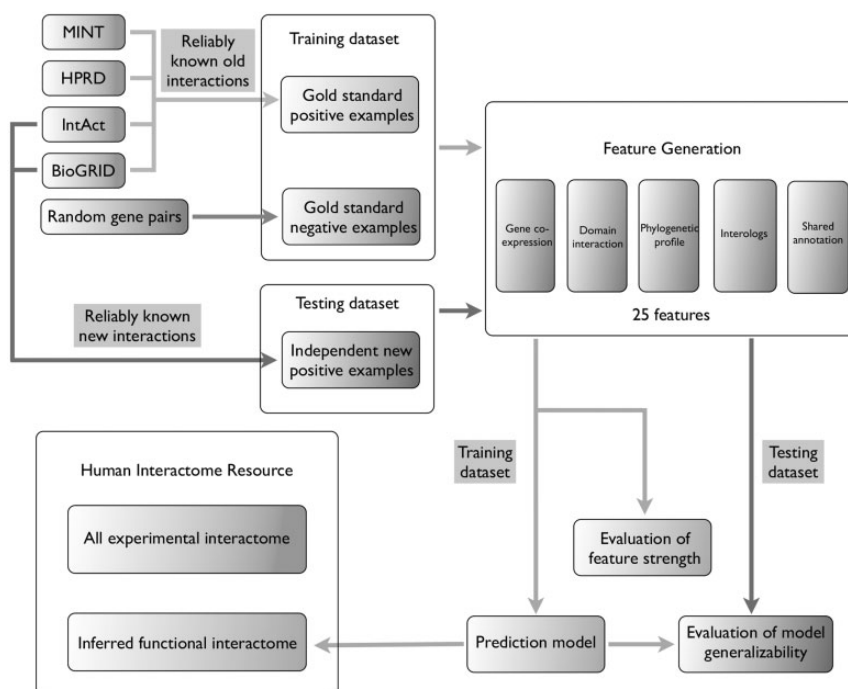 MINT
HPRD
IntAct
BioGRID
Random gene pairs
Reliably
known old
interactions
Training dataset
Gold standard
positive examples
Gold standard
negative examples
Reliably known
new interactions
Testing dataset
Independent new
positive examples
Feature Generation
Gene co-
expression
Domain
interaction
Phylogenetic
profile
Interologs
Shared
annotation
25 features
Training
dataset
Testing
dataset
Human Interactome Resource
All experimental interactome
Inferred functional interactome
Evaluation of
feature strength
Prediction model
Evaluation of model
generalizability